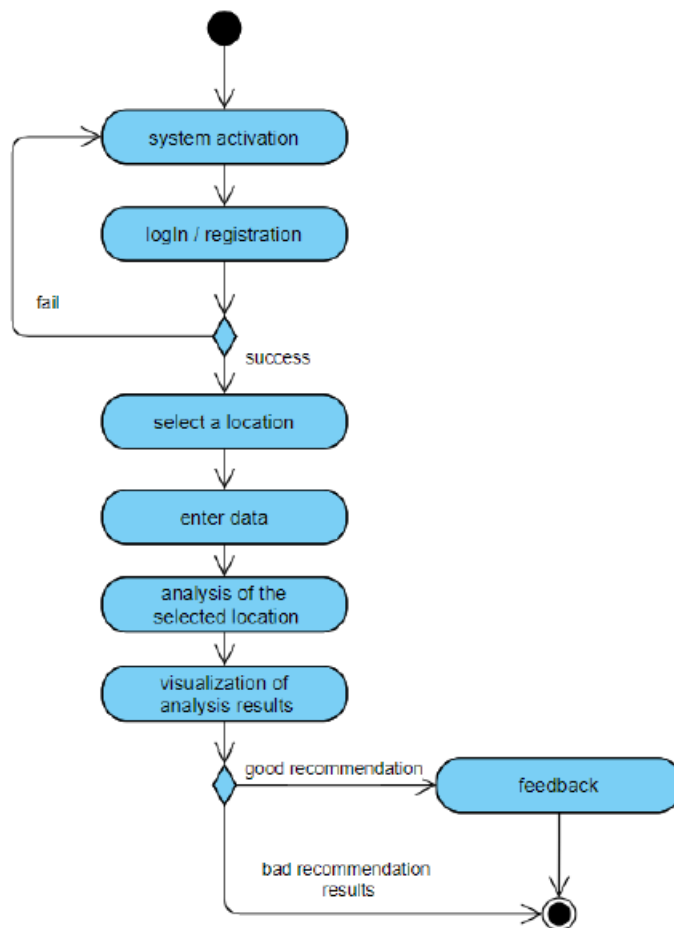 system activation
logIn / registration
fail
success
select a location
enter data
analysis of the
selected location
visualization of
analysis results
good recommendation
feedback
bad recommendation
results